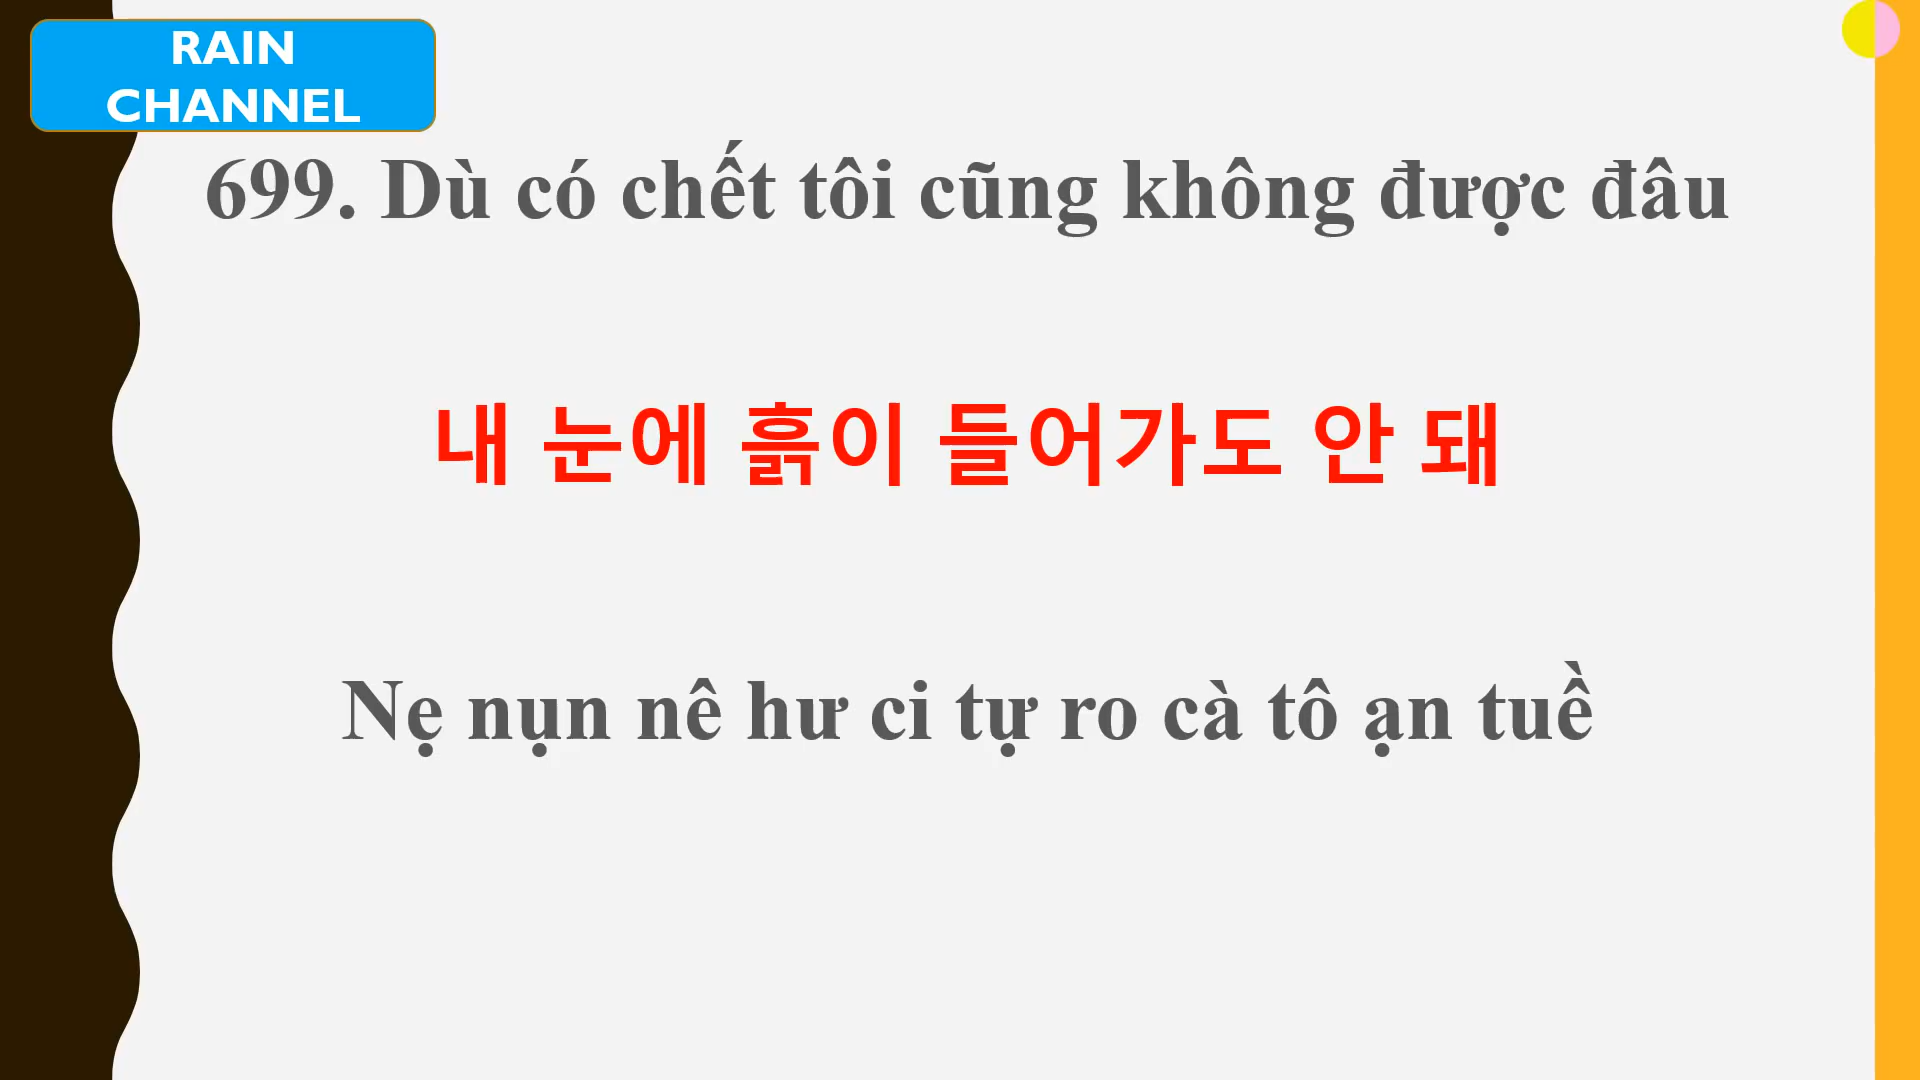 RAIN
CHANNEL
699. Dù có chết tôi cũng không được đâu
내 눈에 흙이 들어가도 안 돼
Nẹ nụn nê hư ci tự ro cà tô ạn tuề